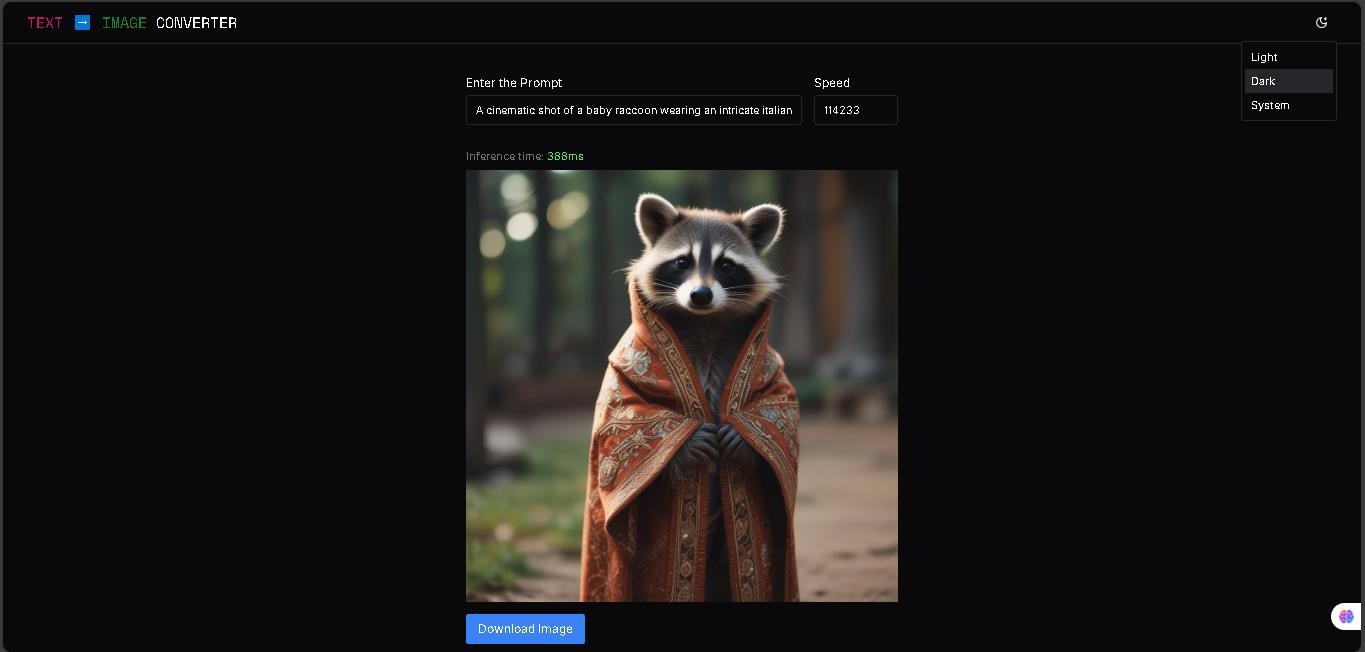 TEXT ➡ IMAGE CONVERTER
Light
Dark
System
Enter the Prompt
Speed
A cinematic shot of a baby raccoon wearing an intricate italian
114233
Inference time: 388ms
Download Image